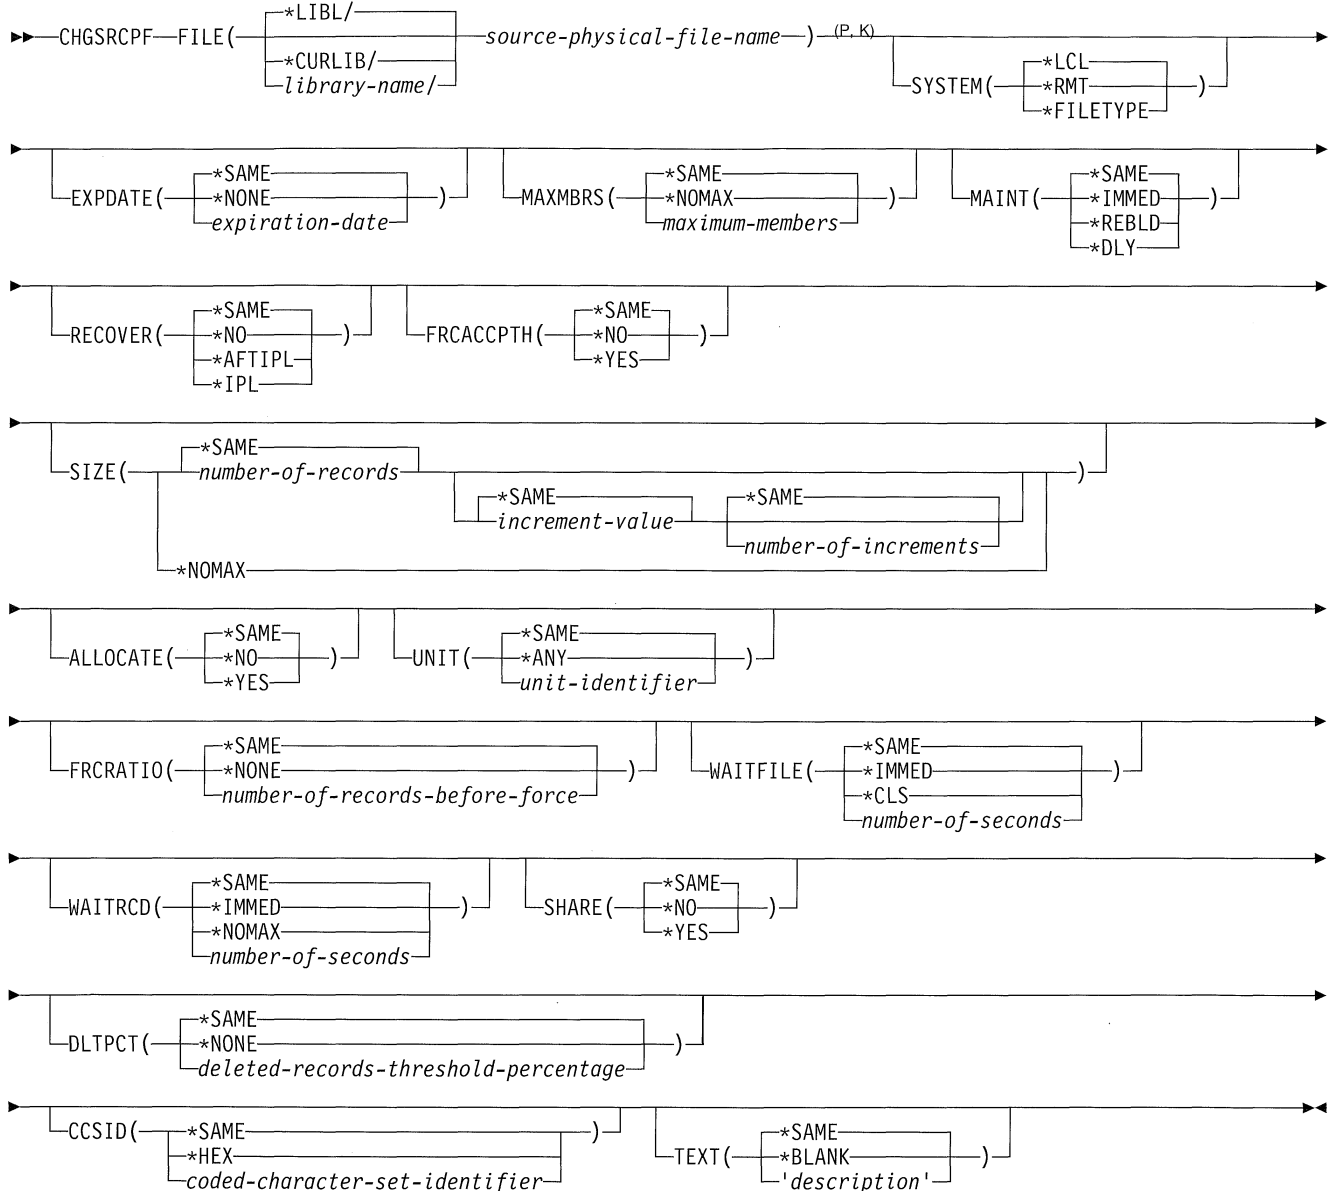 *LIBL/
CHGSRCPF FILE( source-physical-file-name ) (P, K)
*CURLIB/
library-name/
*LCL
SYSTEM( *RMT )
*FILETYPE
*SAME
EXPDATE( *NONE )
expiration-date
*SAME
MAXMBRS( *NOMAX )
maximum-members
*SAME
MAINT( *IMMED )
*REBLD
*DLY
*SAME
RECOVER( *NO )
*AFTIPL
*IPL
*SAME
FRCACCPTH( *NO )
*YES
*SAME
SIZE( number-of-records )
*SAME
increment-value
*SAME
number-of-increments
*NOMAX
*SAME
ALLOCATE( *NO )
*YES
*SAME
UNIT( *ANY )
unit-identifier
*SAME
FRCRATIO( *NONE )
number-of-records-before-force
*SAME
WAITFILE( *IMMED )
*CLS
number-of-seconds
*SAME
WAITRCD( *IMMED )
*NOMAX
number-of-seconds
*SAME
SHARE( *NO )
*YES
*SAME
DLTPCT( *NONE )
deleted-records-threshold-percentage
CCSID( *SAME )
*HEX
coded-character-set-identifier
*SAME
TEXT( *BLANK )
'description'